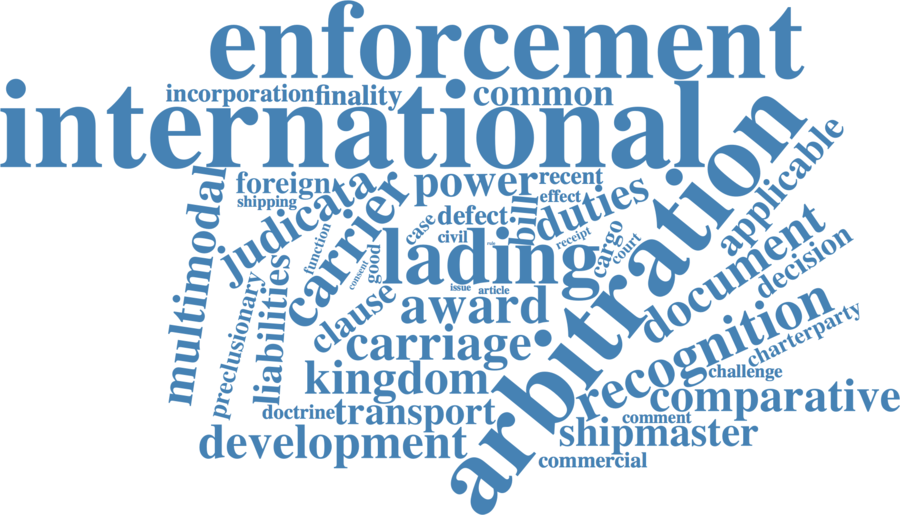 enforcement
incorporation
finality
common
international
multimodal
foreign
shipping
judicata
carrier
power
recent
effect
defect
bill
duties
case
civil
rule
receipt
cargo
court
arbitration
applicable
function
consent
good
lading
issue
article
preclusionary
liabilities
clause
award
document
decision
carriage
kingdom
recognition
charterparty
challenge
comparative
doctrine
transport
comment
development
shipmaster
commercial